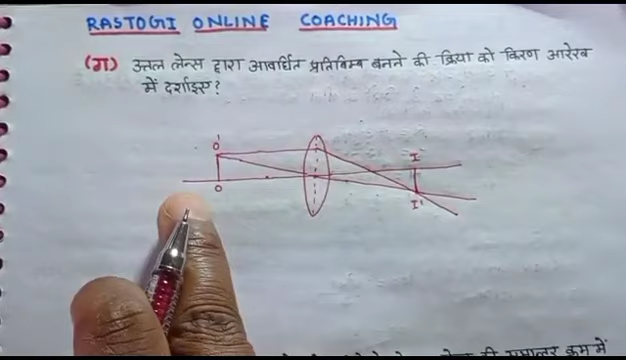 RASTOGI ONLINE COACHING
(ग) उत्तल लेन्स द्वारा आवर्धित प्रतिबिम्ब बनने की क्रिया को किरण आरेख
में दर्शाइए?
O'
I
O
I'